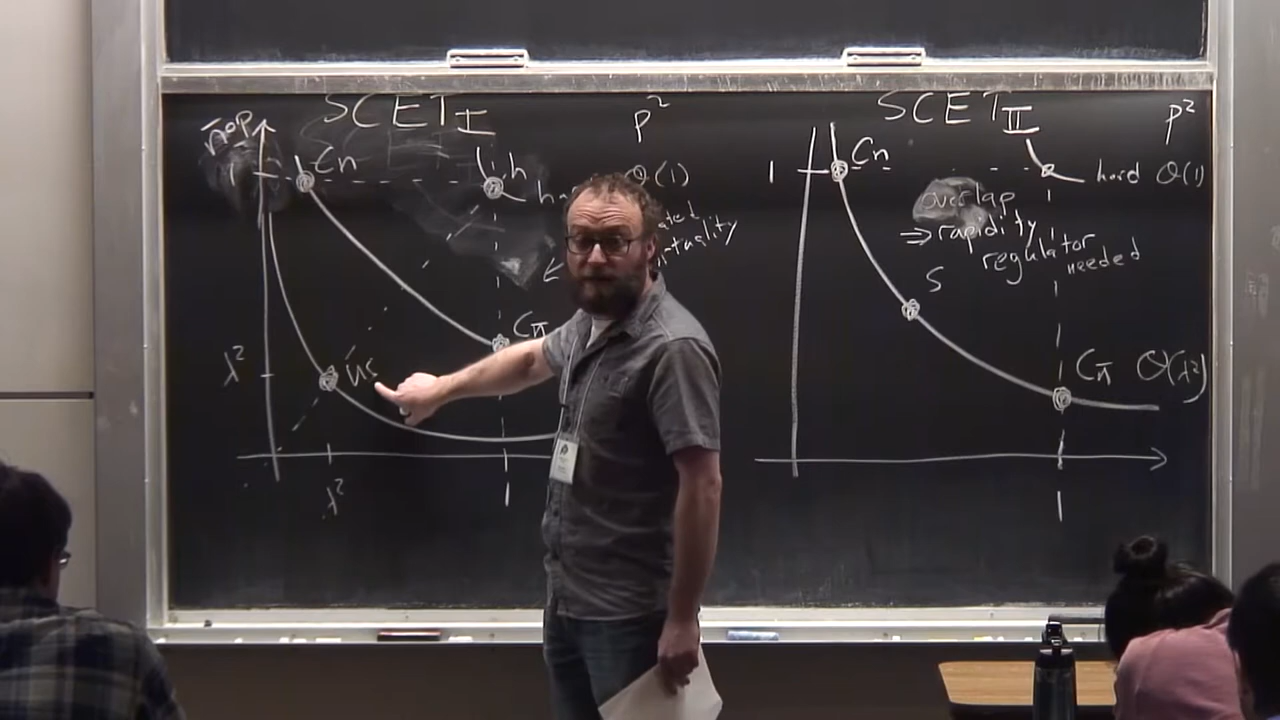 SCET I
p²
n̄·p
Cn
h
O(1)
1
Cn̄
λ²
us
λ²
SCET II
p²
1
Cn
hard O(1)
overlap
⇒ rapidity
regulator
needed
S
Cn̄ O(λ²)